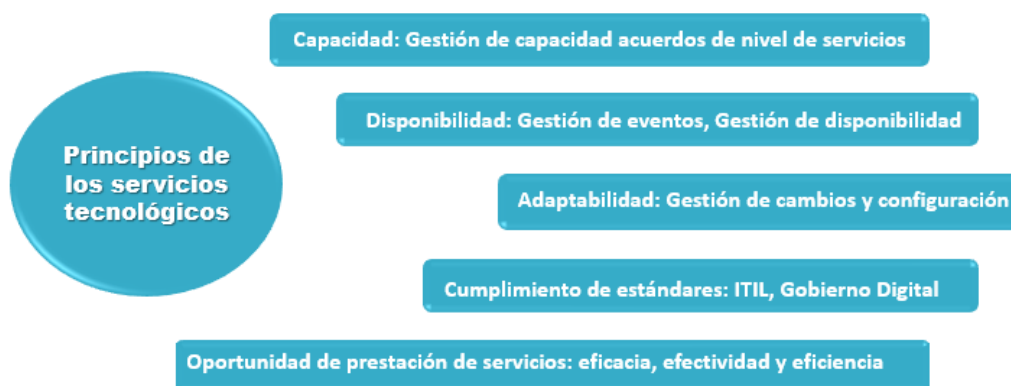 Principios de
los servicios
tecnológicos
Capacidad: Gestión de capacidad acuerdos de nivel de servicios
Disponibilidad: Gestión de eventos, Gestión de disponibilidad
Adaptabilidad: Gestión de cambios y configuración
Cumplimiento de estándares: ITIL, Gobierno Digital
Oportunidad de prestación de servicios: eficacia, efectividad y eficiencia